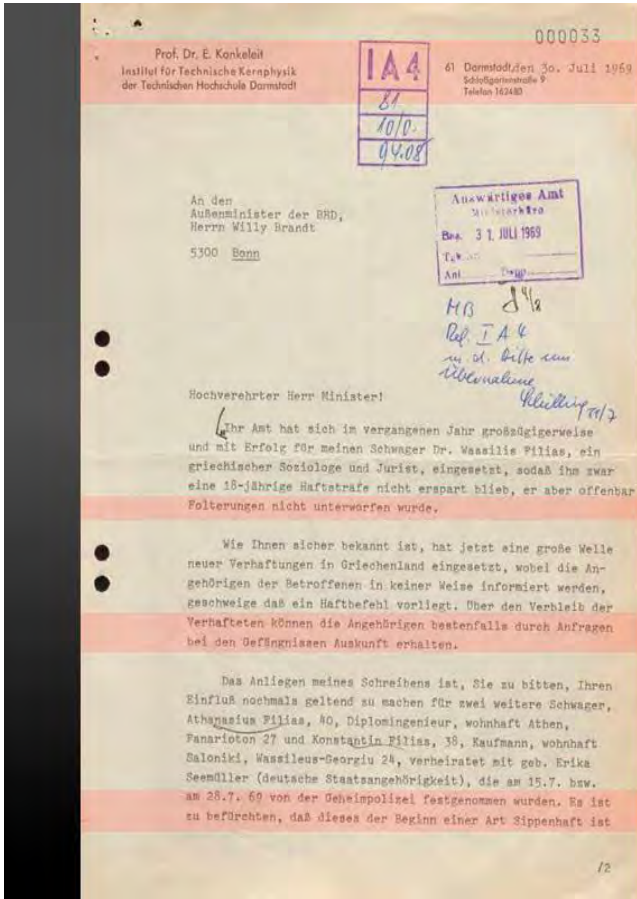 000033
Prof. Dr. E. Kankeleit
Institut für Technische Kernphysik
der Technischen Hochschule Darmstadt
IA4
81.
10/0.
94.08
61 Darmstadt, den 30. Juli 1969
Schloßgartenstraße 9
Telefon 162480
An den
Außenminister der BRD,
Herrn Willy Brandt
5300 Bonn
Auswärtiges Amt
Ministerbüro
31. JULI 1969
Anl. Dopp.
MB
Ref. I A 4
m. d. Bitte um
Übernahme
31/7
Hochverehrter Herr Minister!
Ihr Amt hat sich im vergangenen Jahr großzügigerweise
und mit Erfolg für meinen Schwager Dr. Wassilis Filias, ein
griechischer Soziologe und Jurist, eingesetzt, sodaß ihm zwar
eine 18-jährige Haftstrafe nicht erspart blieb, er aber offenbar
Folterungen nicht unterworfen wurde.
Wie Ihnen sicher bekannt ist, hat jetzt eine große Welle
neuer Verhaftungen in Griechenland eingesetzt, wobei die An-
gehörigen der Betroffenen in keiner Weise informiert werden,
geschweige daß ein Haftbefehl vorliegt. Über den Verbleib der
Verhafteten können die Angehörigen bestenfalls durch Anfragen
bei den Gefängnissen Auskunft erhalten.
Das Anliegen meines Schreibens ist, Sie zu bitten, Ihren
Einfluß nochmals geltend zu machen für zwei weitere Schwager,
Athanasius Filias, 40, Diplomingenieur, wohnhaft Athen,
Panarioton 27 und Konstantin Filias, 38, Kaufmann, wohnhaft
Saloniki, Wassileus-Georgiu 24, verheiratet mit geb. Erika
Seemüller (deutsche Staatsangehörigkeit), die am 15.7. bzw.
am 28.7. 69 von der Geheimpolizei festgenommen wurden. Es ist
zu befürchten, daß dieses der Beginn einer Art Sippenhaft ist
/2